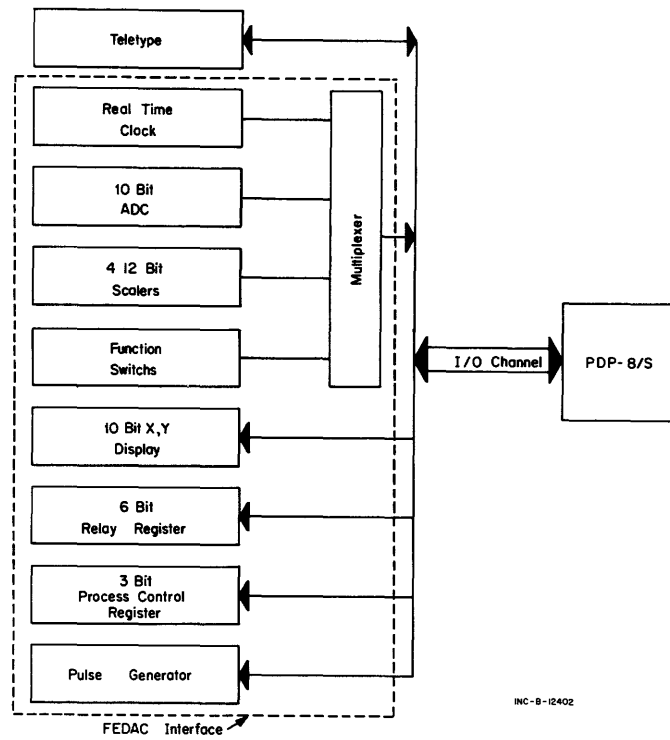 Teletype
Real Time
Clock
10 Bit
ADC
4 12 Bit
Scalers
Function
Switchs
10 Bit X,Y
Display
6 Bit
Relay Register
3 Bit
Process Control
Register
Pulse Generator
Multiplexer
I/O Channel
PDP-8/S
INC-B-12402
FEDAC Interface